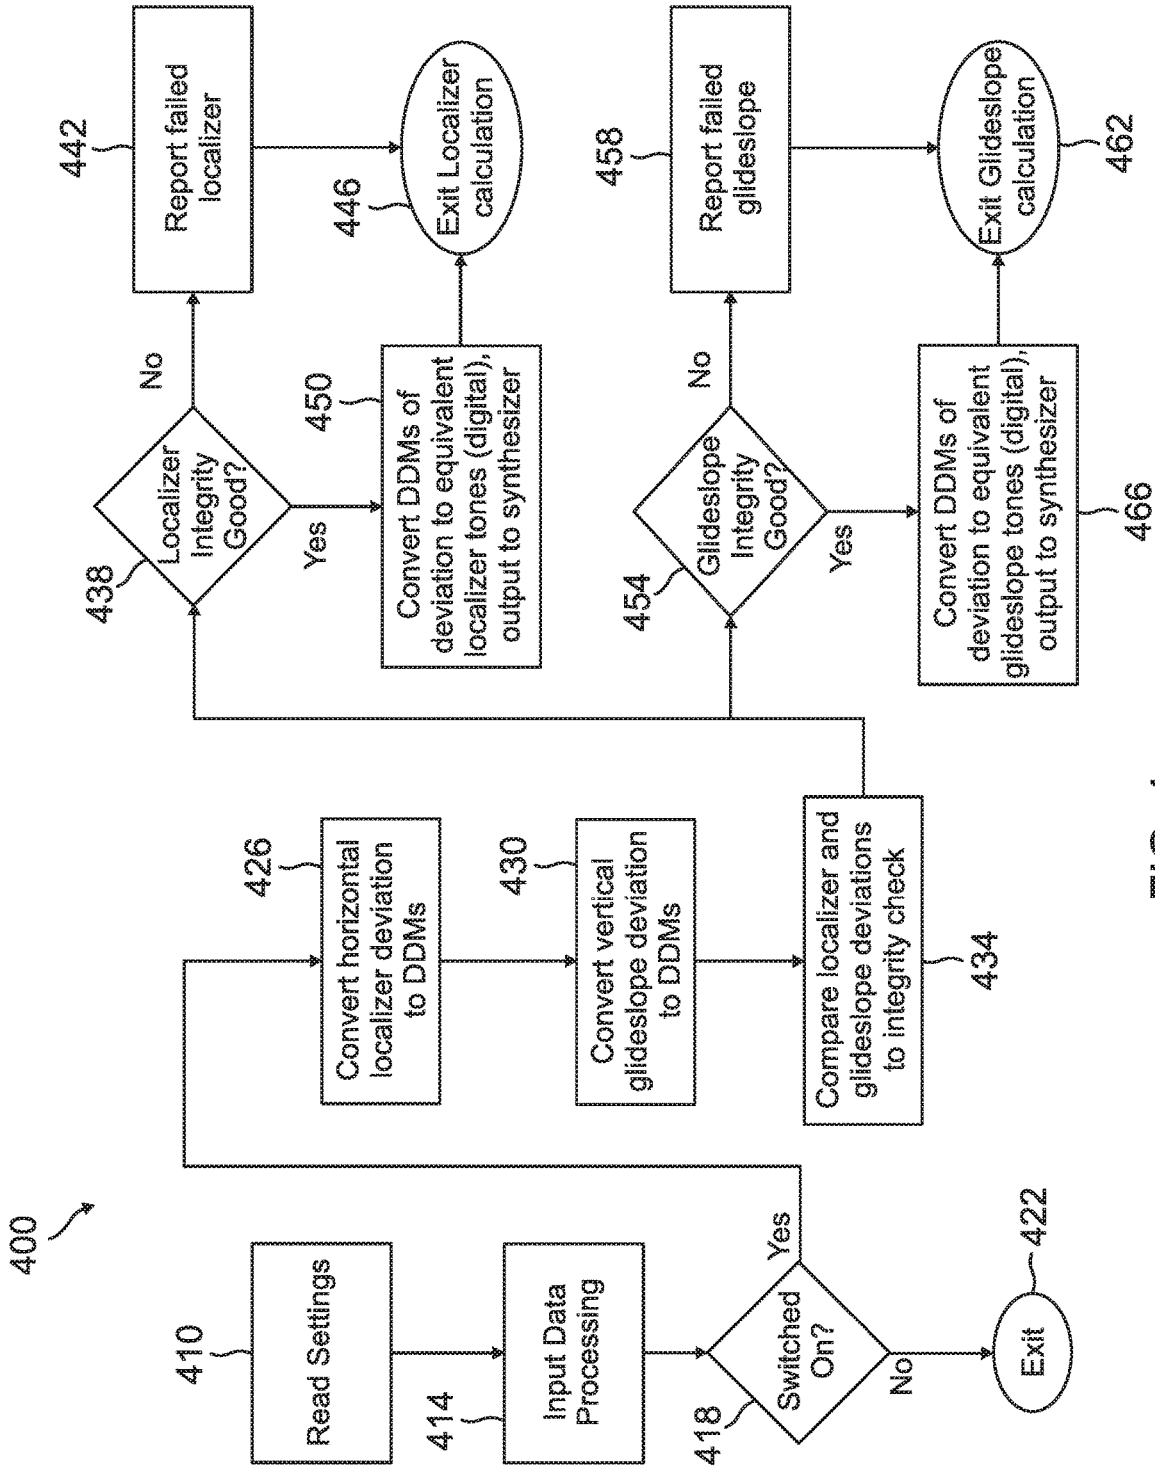 400
410
Read Settings
414
Input Data
Processing
418
Switched
On?
Yes
No
422
Exit
426
Convert horizontal
localizer deviation
to DDMs
430
Convert vertical
glideslope deviation
to DDMs
Compare localizer and
glideslope deviations
to integrity check
434
438
Localizer
Integrity
Good?
No
Yes
442
Report failed
localizer
446
Exit Localizer
calculation
450
Convert DDMs of
deviation to equivalent
localizer tones (digital),
output to synthesizer
454
Glideslope
Integrity
Good?
No
Yes
458
Report failed
glideslope
Exit Glideslope
calculation
462
Convert DDMs of
deviation to equivalent
glideslope tones (digital),
output to synthesizer
466